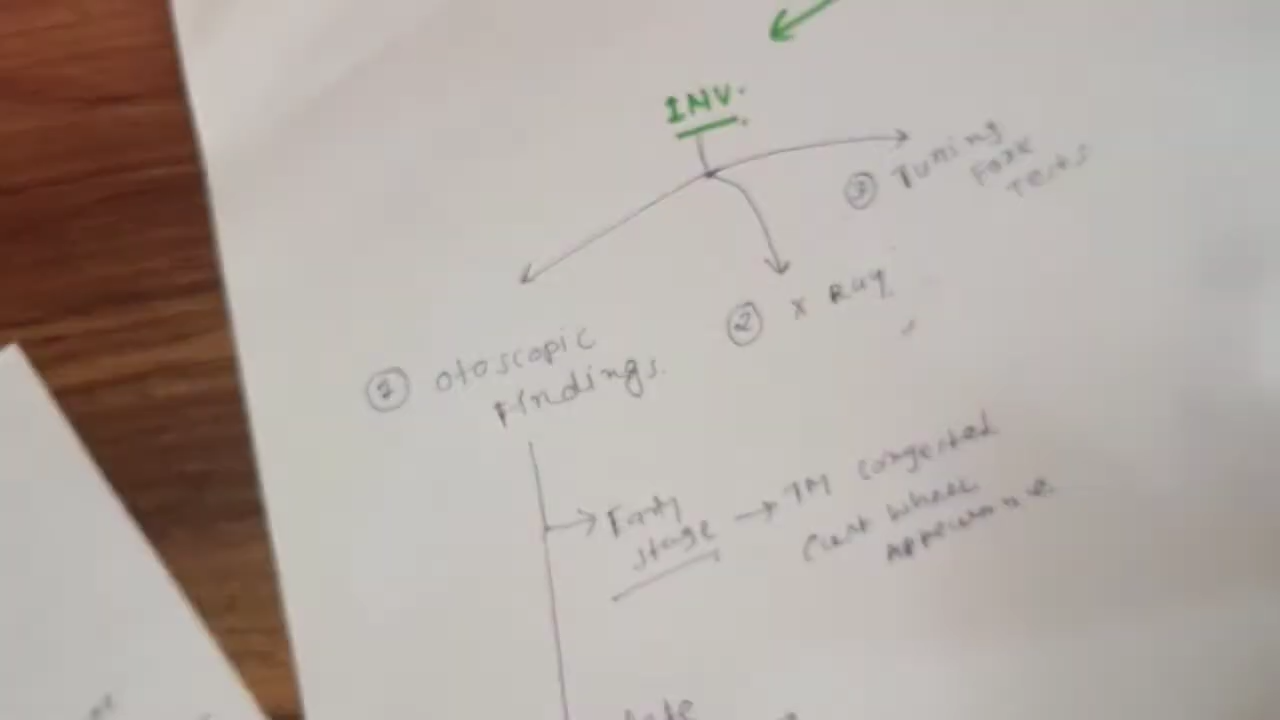 INV.
① Otoscopic
Findings.
② X Ray
③ Tuning
Fork
Tests
→ Early
stage → TM congested
Cart wheel
Appearance